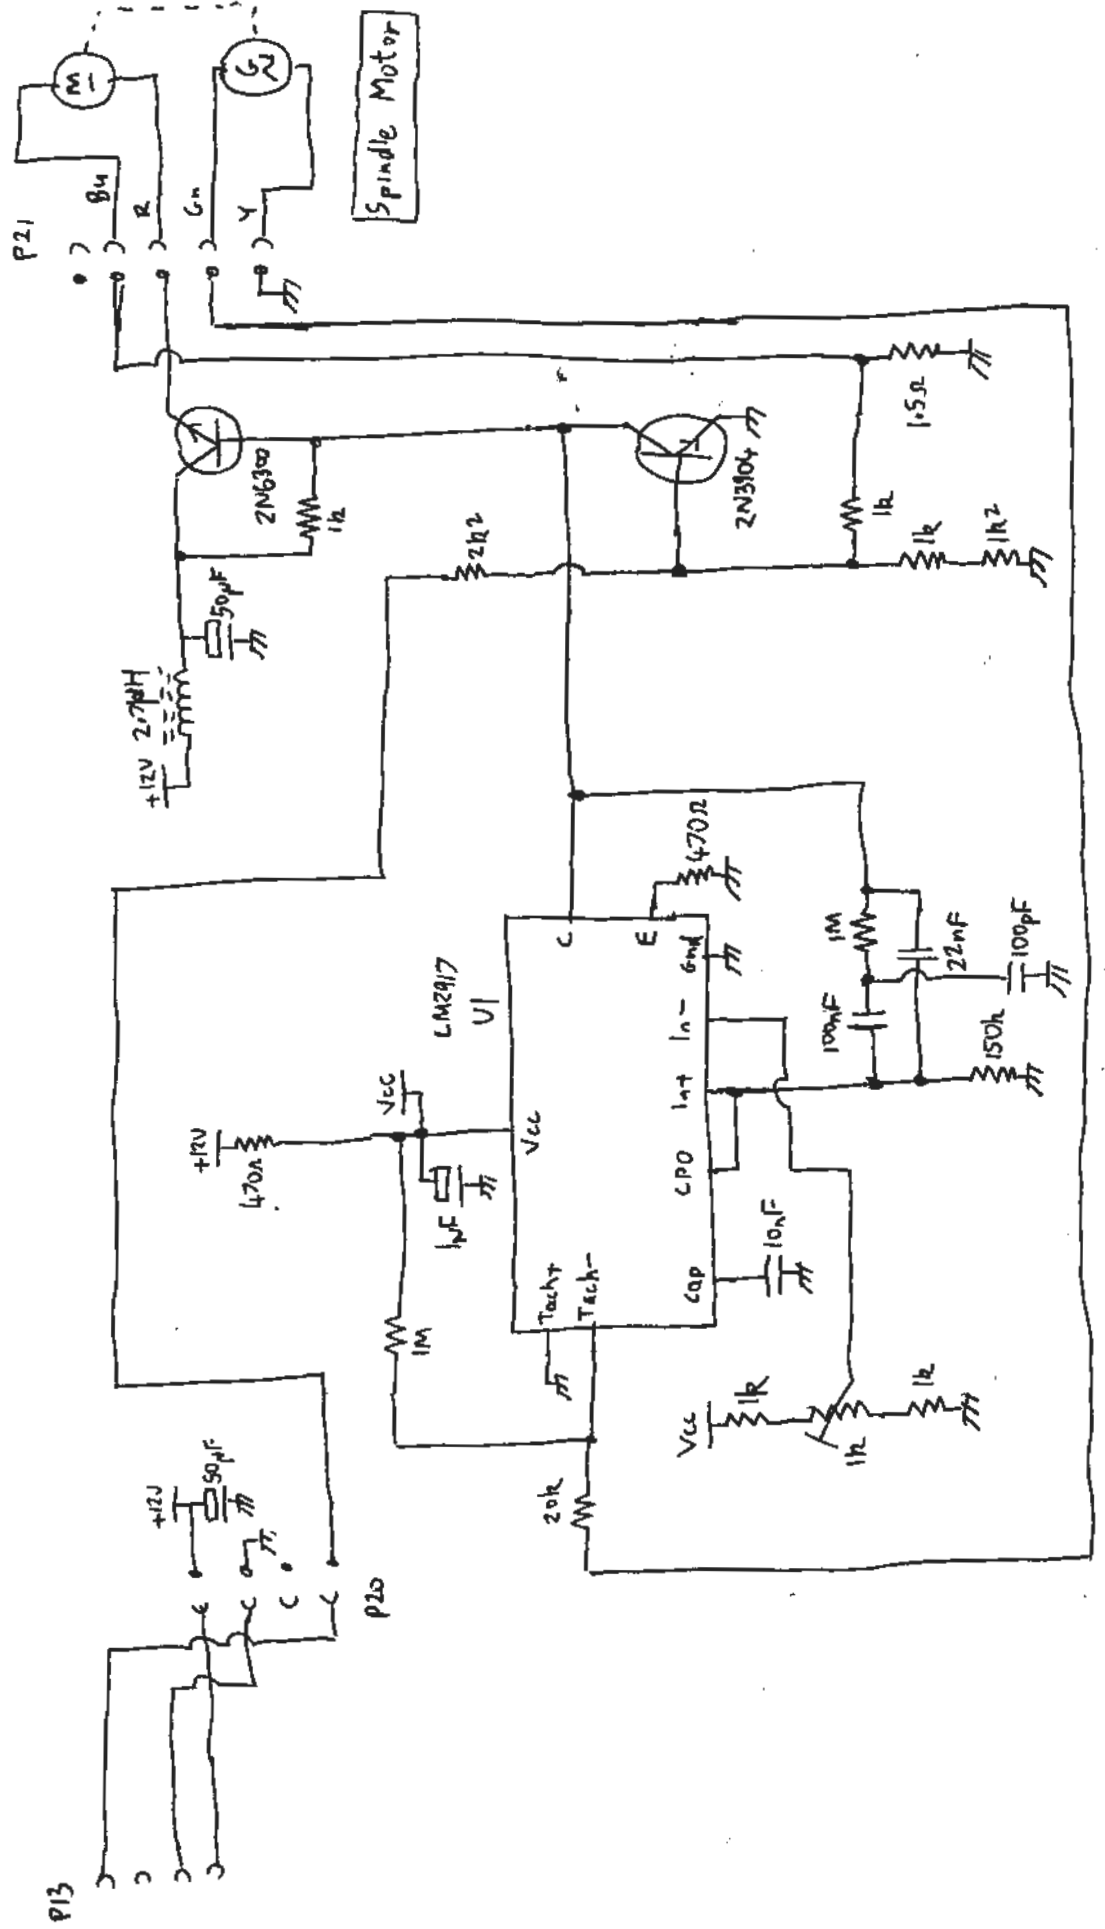 P13
P20
+12V
50µF
+12V
470Ω
Vcc
1µF
1M
20k
LM2917
U1
Tach+
Tach-
Vcc
C
E
Gnd
In-
In+
CPO
Cap
10nF
Vcc
1k
1k
1k
470Ω
1M
100nF
22nF
100pF
150k
+12V
50µF
2N6300
1k
2k2
2N3904
1k
1k
1k2
1.5Ω
P21
Bu
R
Gn
Y
M1
G2
Spindle Motor